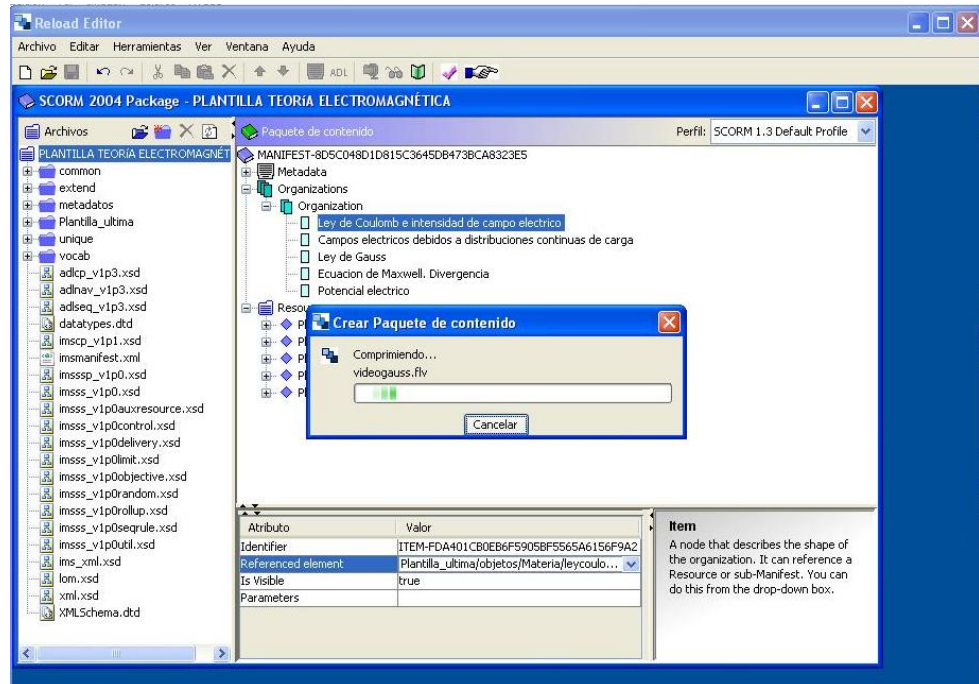 Reload Editor
Archivo Editar Herramientas Ver Ventana Ayuda
ADL
SCORM 2004 Package - PLANTILLA TEORíA ELECTROMAGNÉTICA
Archivos
PLANTILLA TEORíA ELECTROMAGNÉT
common
extend
metadatos
Plantilla_ultima
unique
vocab
adlcp_v1p3.xsd
adlnav_v1p3.xsd
adlseq_v1p3.xsd
datatypes.dtd
imscp_v1p1.xsd
imsmanifest.xml
imsssp_v1p0.xsd
imsss_v1p0.xsd
imsss_v1p0auxresource.xsd
imsss_v1p0control.xsd
imsss_v1p0delivery.xsd
imsss_v1p0limit.xsd
imsss_v1p0objective.xsd
imsss_v1p0random.xsd
imsss_v1p0rollup.xsd
imsss_v1p0seqrule.xsd
imsss_v1p0util.xsd
ims_xml.xsd
lom.xsd
xml.xsd
XMLSchema.dtd
Paquete de contenido
Perfil: SCORM 1.3 Default Profile
MANIFEST-8D5C048D1D815C3645DB473BCA8323E5
Metadata
Organizations
Organization
Ley de Coulomb e intensidad de campo electrico
Campos electricos debidos a distribuciones continuas de carga
Ley de Gauss
Ecuacion de Maxwell. Divergencia
Potencial electrico
Resou
Pl
Pl
Pl
Pl
Pl
Crear Paquete de contenido
Comprimiendo...
videogauss.flv
Cancelar
Atributo Valor
Identifier ITEM-FDA401CB0EB6F5905BF5565A6156F9A2
Referenced element Plantilla_ultima/objetos/Materia/leycoulo...
Is Visible true
Parameters
Item
A node that describes the shape of
the organization. It can reference a
Resource or sub-Manifest. You can
do this from the drop-down box.